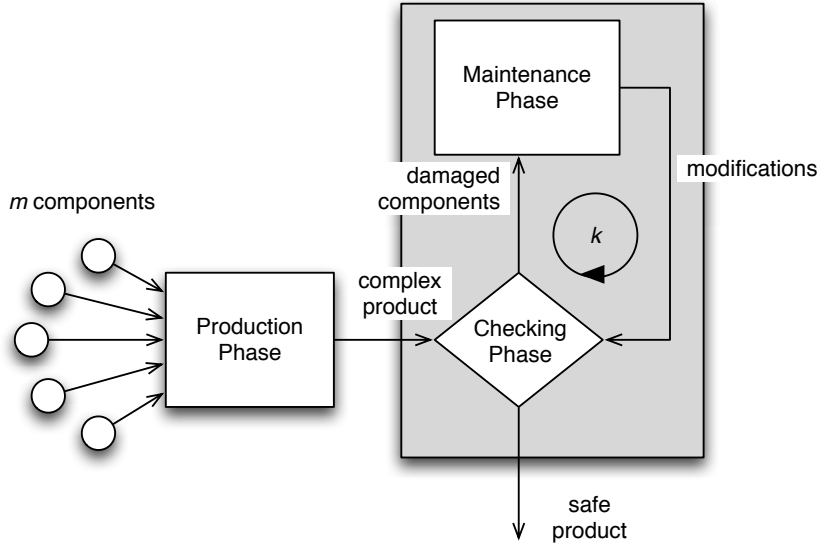 Maintenance
Phase
damaged
components
modifications
m components
k
complex
product
Production
Phase
Checking
Phase
safe
product